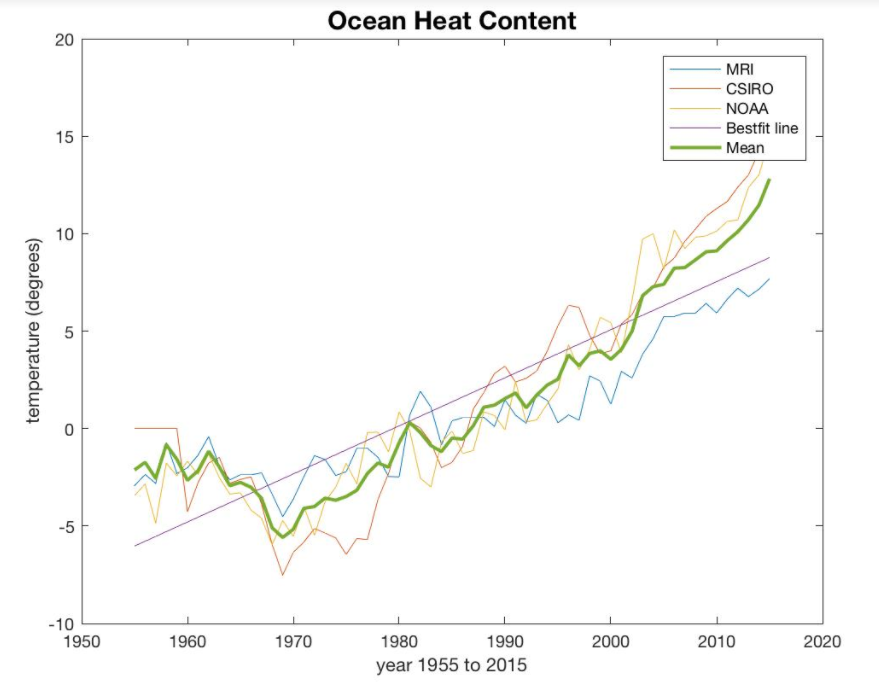 Ocean Heat Content
20
15
10
5
0
-5
-10
temperature (degrees)
MRI
CSIRO
NOAA
Bestfit line
Mean
1950 1960 1970 1980 1990 2000 2010 2020
year 1955 to 2015